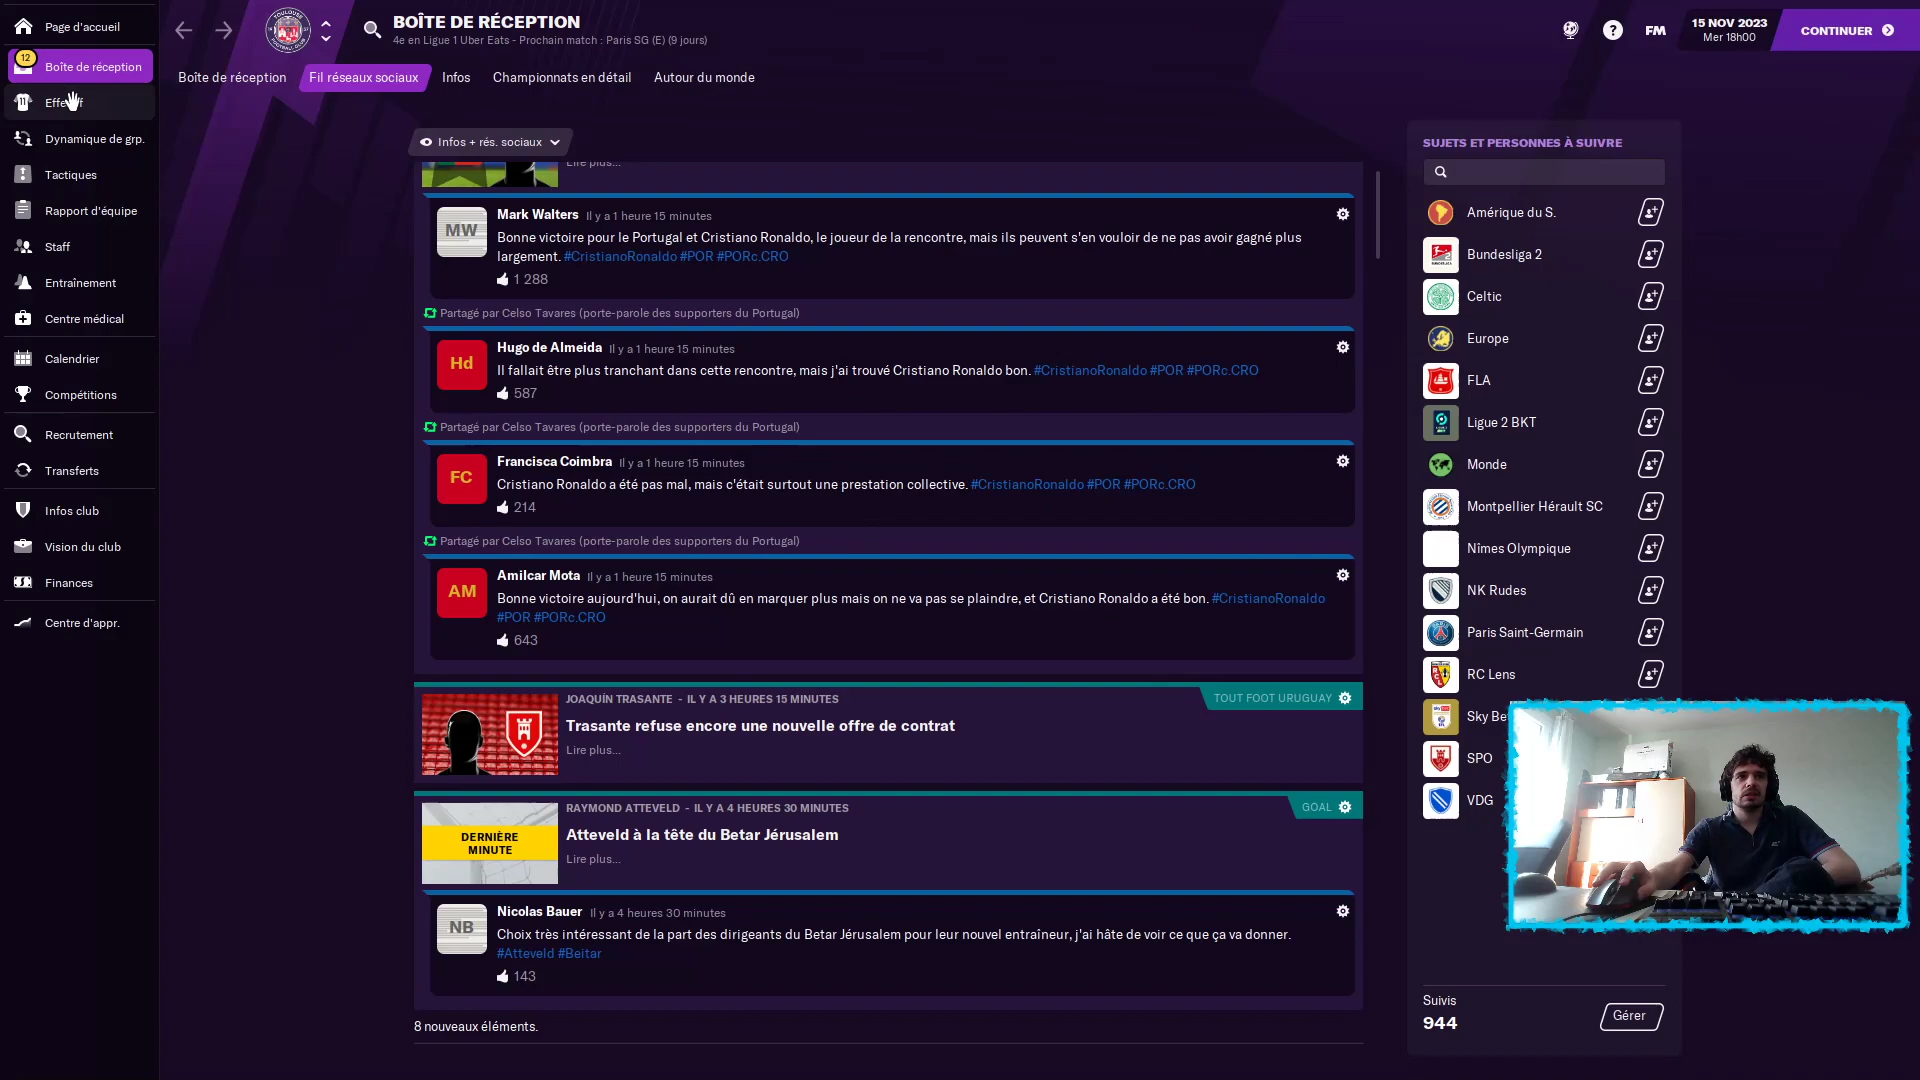 Page d'accueil
12
Boîte de réception
Dynamique de grp.
Tactiques
Rapport d'équipe
Staff
Entraînement
Centre médical
Calendrier
Compétitions
Recrutement
Transferts
Infos club
Vision du club
Finances
Centre d'appr.
BOÎTE DE RÉCEPTION
4e en Ligue 1 Uber Eats - Prochain match : Paris SG (E) (9 jours)
FM
15 NOV 2023
Mer 18h00
CONTINUER
Boîte de réception
Fil réseaux sociaux
Infos
Championnats en détail
Autour du monde
Infos + rés. sociaux
Lire plus...
MW
Mark Walters Il y a 1 heure 15 minutes
Bonne victoire pour le Portugal et Cristiano Ronaldo, le joueur de la rencontre, mais ils peuvent s'en vouloir de ne pas avoir gagné plus
largement. #CristianoRonaldo #POR #PORc.CRO
1 288
Partagé par Celso Tavares (porte-parole des supporters du Portugal)
Hd
Hugo de Almeida Il y a 1 heure 15 minutes
Il fallait être plus tranchant dans cette rencontre, mais j'ai trouvé Cristiano Ronaldo bon. #CristianoRonaldo #POR #PORc.CRO
587
Partagé par Celso Tavares (porte-parole des supporters du Portugal)
FC
Francisca Coimbra Il y a 1 heure 15 minutes
Cristiano Ronaldo a été pas mal, mais c'était surtout une prestation collective. #CristianoRonaldo #POR #PORc.CRO
214
Partagé par Celso Tavares (porte-parole des supporters du Portugal)
AM
Amilcar Mota Il y a 1 heure 15 minutes
Bonne victoire aujourd'hui, on aurait dû en marquer plus mais on ne va pas se plaindre, et Cristiano Ronaldo a été bon. #CristianoRonaldo
#POR #PORc.CRO
643
JOAQUÍN TRASANTE - IL Y A 3 HEURES 15 MINUTES
TOUT FOOT URUGUAY
Trasante refuse encore une nouvelle offre de contrat
Lire plus...
RAYMOND ATTEVELD - IL Y A 4 HEURES 30 MINUTES
GOAL
DERNIÈRE
MINUTE
Atteveld à la tête du Betar Jérusalem
Lire plus...
NB
Nicolas Bauer Il y a 4 heures 30 minutes
Choix très intéressant de la part des dirigeants du Betar Jérusalem pour leur nouvel entraîneur, j'ai hâte de voir ce que ça va donner.
#Atteveld #Beitar
143
8 nouveaux éléments.
SUJETS ET PERSONNES À SUIVRE
Amérique du S.
Bundesliga 2
Celtic
Europe
FLA
Ligue 2 BKT
Monde
Montpellier Hérault SC
Nîmes Olympique
NK Rudes
Paris Saint-Germain
RC Lens
Sky
SPO
VDG
Suivis
944
Gérer